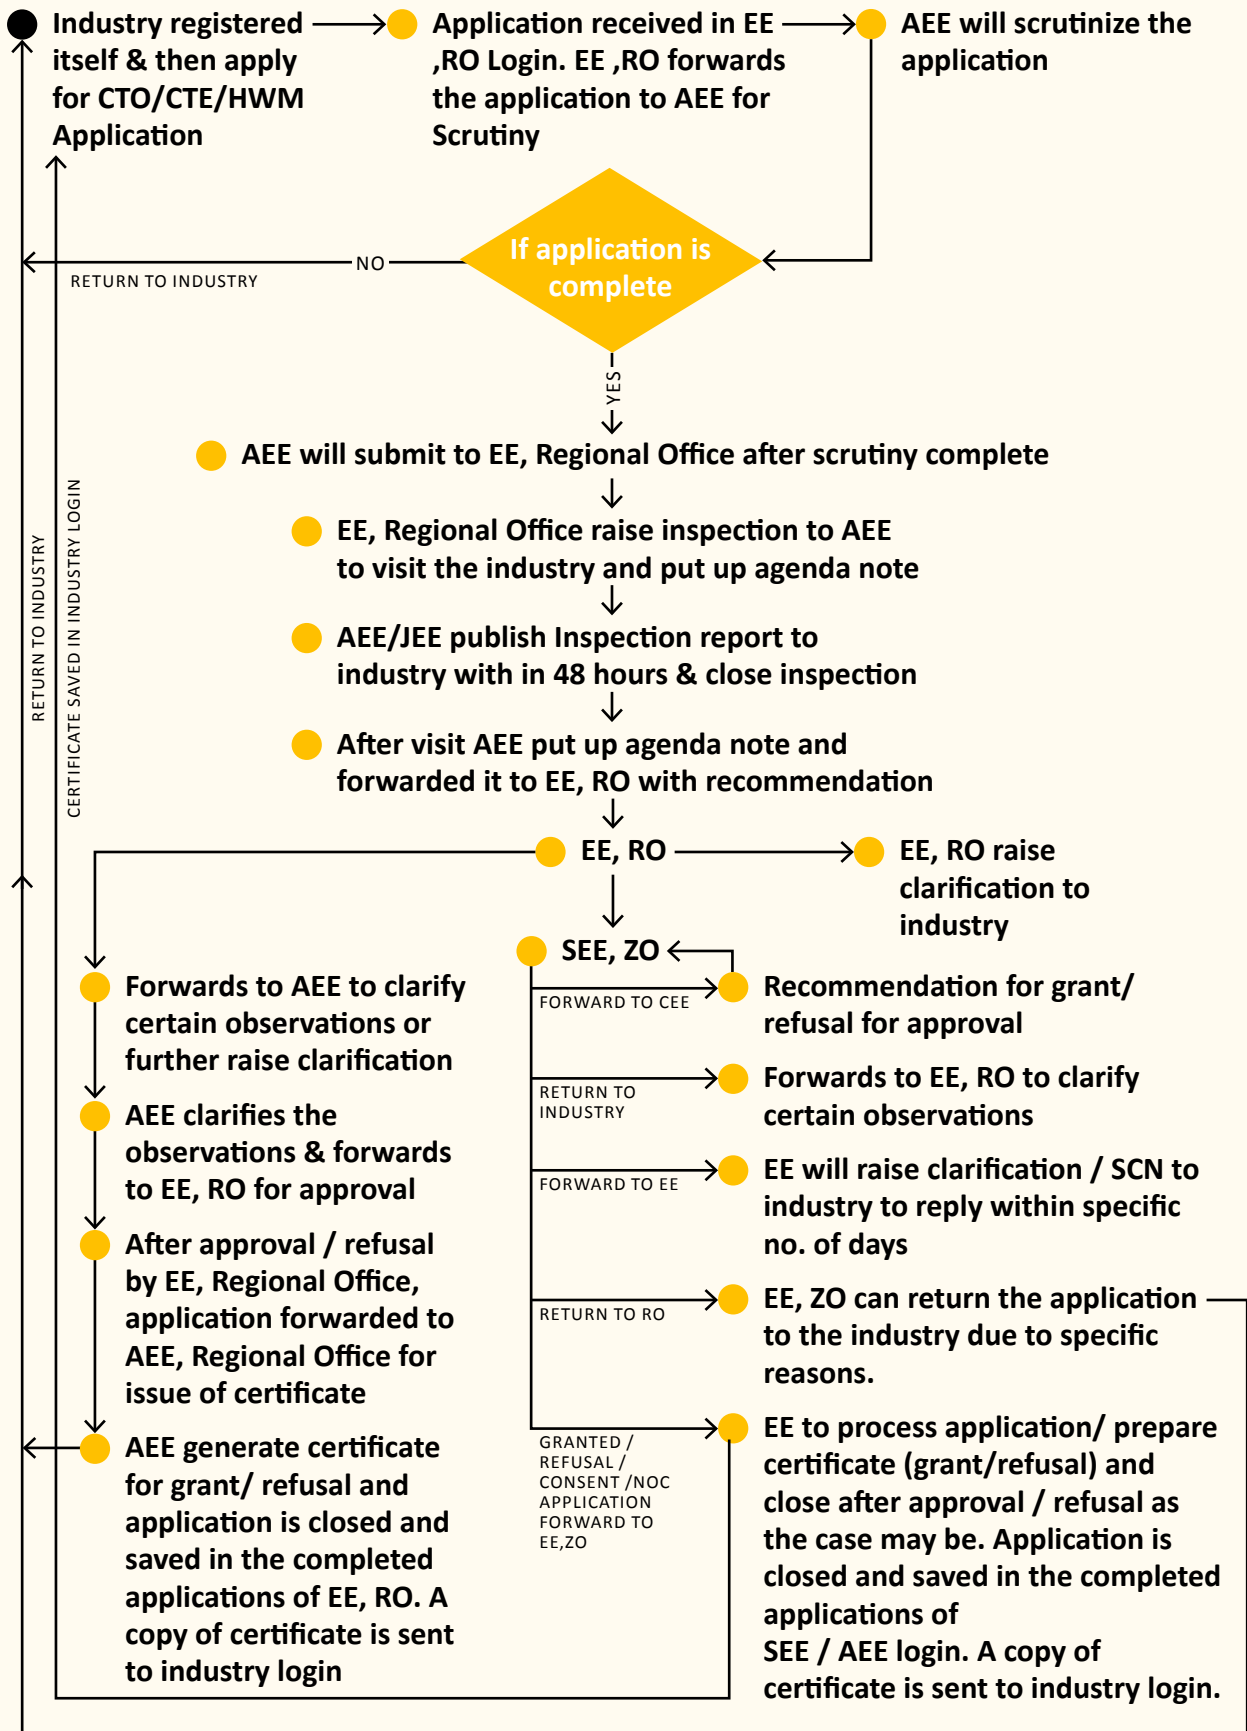 Industry registered
itself & then apply
for CTO/CTE/HWM
Application
Application received in EE
,RO Login. EE ,RO forwards
the application to AEE for
Scrutiny
AEE will scrutinize the
application
If application is
complete
NO
RETURN TO INDUSTRY
YES
AEE will submit to EE, Regional Office after scrutiny complete
EE, Regional Office raise inspection to AEE
to visit the industry and put up agenda note
AEE/JEE publish Inspection report to
industry with in 48 hours & close inspection
After visit AEE put up agenda note and
forwarded it to EE, RO with recommendation
RETURN TO INDUSTRY
CERTIFICATE SAVED IN INDUSTRY LOGIN
EE, RO
EE, RO raise
clarification to
industry
SEE, ZO
Forwards to AEE to clarify
certain observations or
further raise clarification
AEE clarifies the
observations & forwards
to EE, RO for approval
After approval / refusal
by EE, Regional Office,
application forwarded to
AEE, Regional Office for
issue of certificate
AEE generate certificate
for grant/ refusal and
application is closed and
saved in the completed
applications of EE, RO. A
copy of certificate is sent
to industry login
FORWARD TO CEE
Recommendation for grant/
refusal for approval
RETURN TO
INDUSTRY
Forwards to EE, RO to clarify
certain observations
FORWARD TO EE
EE will raise clarification / SCN to
industry to reply within specific
no. of days
RETURN TO RO
EE, ZO can return the application
to the industry due to specific
reasons.
GRANTED /
REFUSAL /
CONSENT /NOC
APPLICATION
FORWARD TO
EE,ZO
EE to process application/ prepare
certificate (grant/refusal) and
close after approval / refusal as
the case may be. Application is
closed and saved in the completed
applications of
SEE / AEE login. A copy of
certificate is sent to industry login.